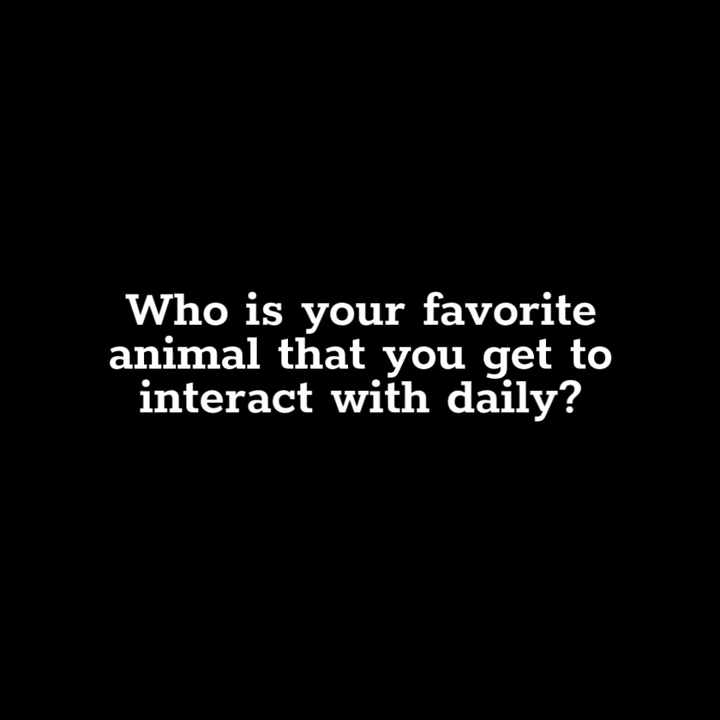 Who is your favorite
animal that you get to
interact with daily?